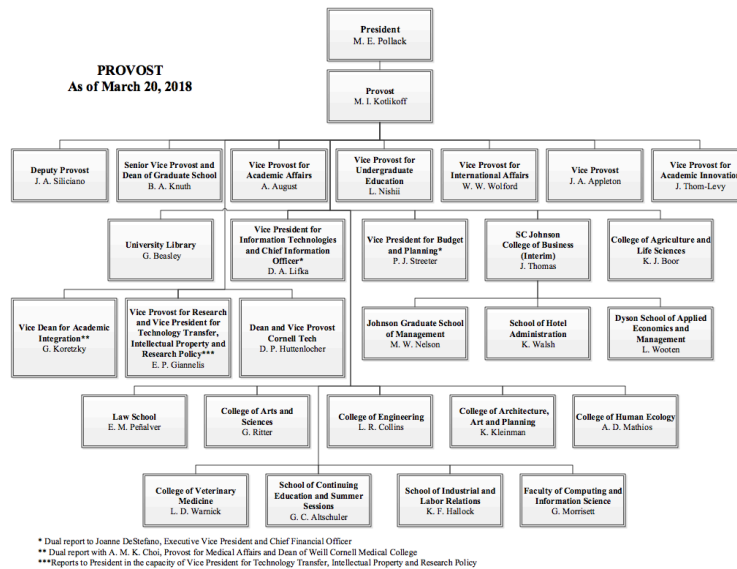 President
M. E. Pollack
PROVOST
As of March 20, 2018
Provost
M. I. Kotlikoff
Deputy Provost
J. A. Siliciano
Senior Vice Provost and
Dean of Graduate School
B. A. Knuth
Vice Provost for
Academic Affairs
A. August
Vice Provost for
Undergraduate
Education
L. Nishii
Vice Provost for
International Affairs
W. W. Wolford
Vice Provost
J. A. Appleton
Vice Provost for
Academic Innovation
J. Thom-Levy
University Library
G. Beasley
Vice President for
Information Technologies
and Chief Information
Officer*
D. A. Lifka
Vice President for Budget
and Planning*
P. J. Streeter
SC Johnson
College of Business
(Interim)
J. Thomas
College of Agriculture and
Life Sciences
K. J. Boor
Vice Dean for Academic
Integration**
G. Koretzky
Vice Provost for Research
and Vice President for
Technology Transfer,
Intellectual Property and
Research Policy***
E. P. Giannelis
Dean and Vice Provost
Cornell Tech
D. P. Huttenlocher
Johnson Graduate School
of Management
M. W. Nelson
School of Hotel
Administration
K. Walsh
Dyson School of Applied
Economics and
Management
L. Wooten
Law School
E. M. Peñalver
College of Arts and
Sciences
G. Ritter
College of Engineering
L. R. Collins
College of Architecture,
Art and Planning
K. Kleinman
College of Human Ecology
A. D. Mathios
College of Veterinary
Medicine
L. D. Warnick
School of Continuing
Education and Summer
Sessions
G. C. Altschuler
School of Industrial and
Labor Relations
K. F. Hallock
Faculty of Computing and
Information Science
G. Morrisett
* Dual report to Joanne DeStefano, Executive Vice President and Chief Financial Officer
** Dual report with A. M. K. Choi, Provost for Medical Affairs and Dean of Weill Cornell Medical College
***Reports to President in the capacity of Vice President for Technology Transfer, Intellectual Property and Research Policy